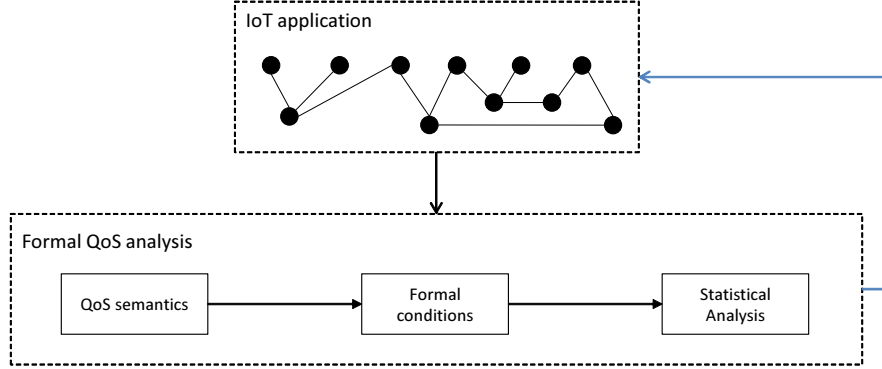 IoT application
Formal QoS analysis
QoS semantics
Formal
conditions
Statistical
Analysis